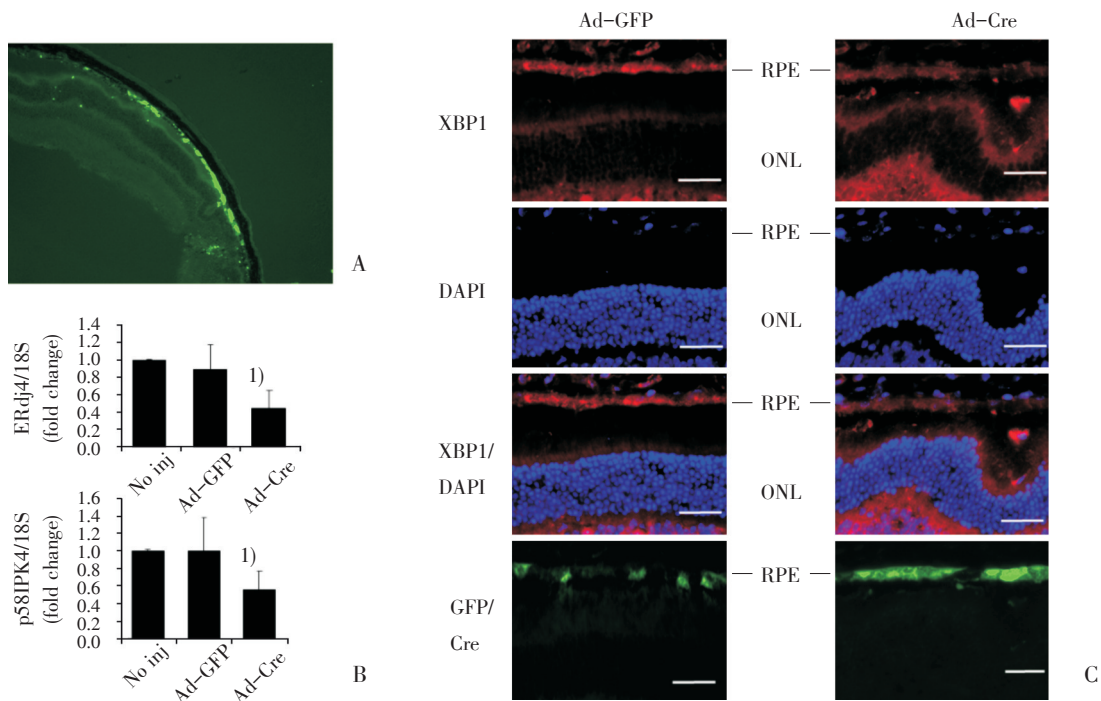 A
ERdj4/18S
(fold change)
1.4
1.2
1.0
0.8
0.6
0.4
0.2
0.0
1)
No inj
Ad-GFP
Ad-Cre
p58IPK4/18S
(fold change)
1.6
1.4
1.2
1.0
0.8
0.6
0.4
0.2
0.0
1)
No inj
Ad-GFP
Ad-Cre
B
Ad-GFP
Ad-Cre
XBP1
RPE
ONL
DAPI
RPE
ONL
XBP1/
DAPI
RPE
ONL
GFP/
Cre
RPE
C